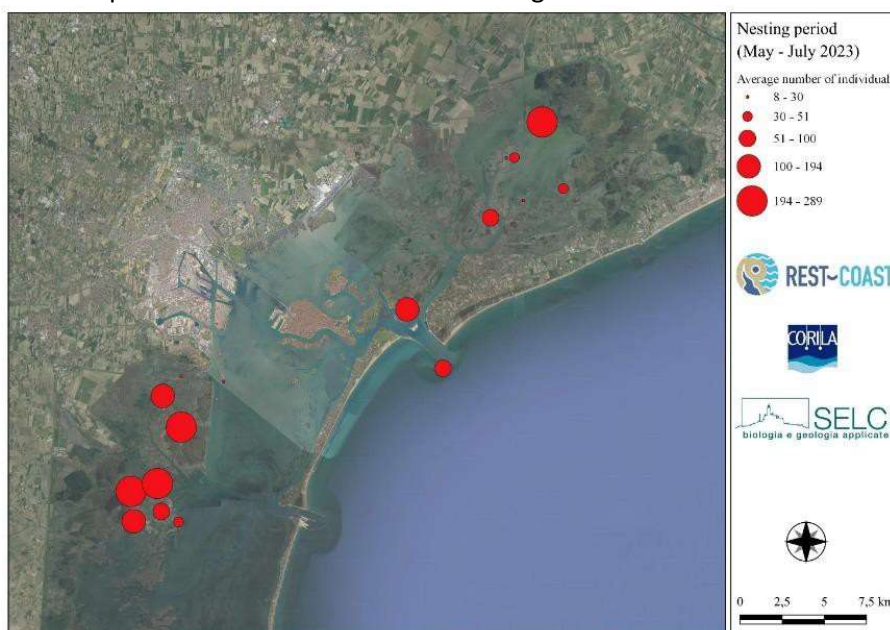 Nesting period
(May - July 2023)
Average number of individual
8 - 30
30 - 51
51 - 100
100 - 194
194 - 289
REST~COAST
CORILA
SELC
biologia e geologia applicate
0 2,5 5 7,5 km